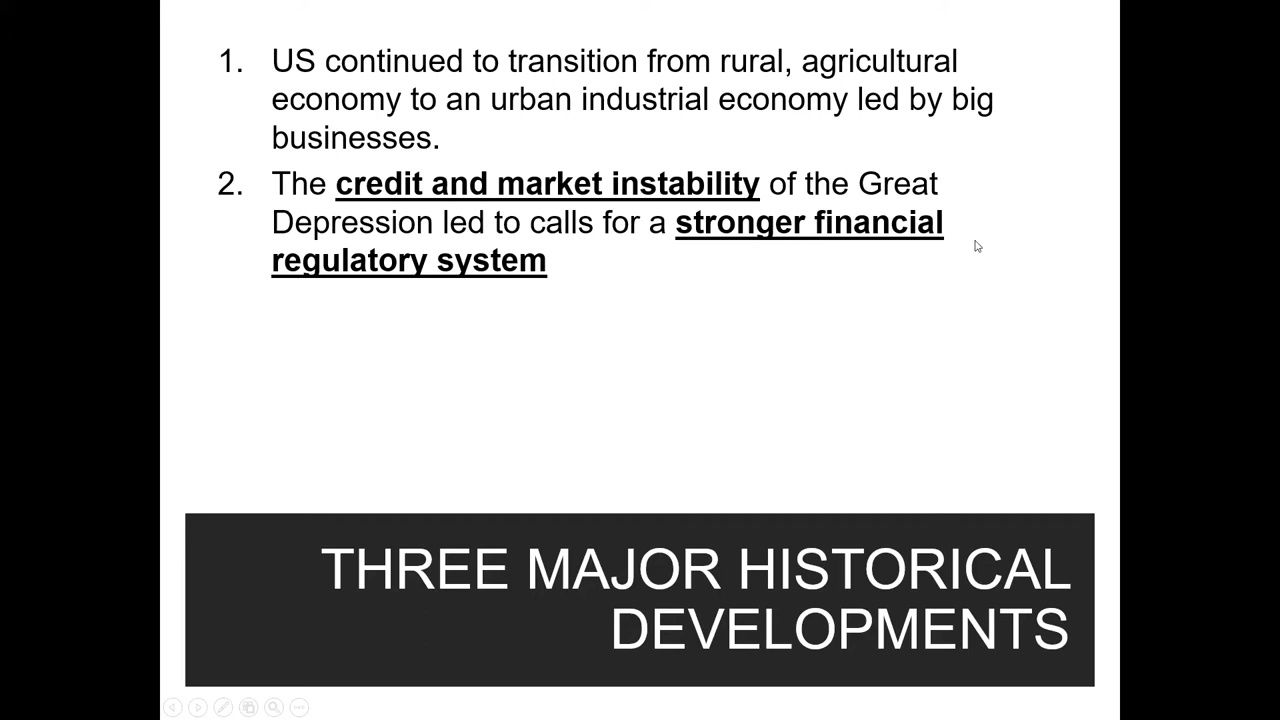 1. US continued to transition from rural, agricultural
economy to an urban industrial economy led by big
businesses.
2. The credit and market instability of the Great
Depression led to calls for a stronger financial
regulatory system
THREE MAJOR HISTORICAL
DEVELOPMENTS